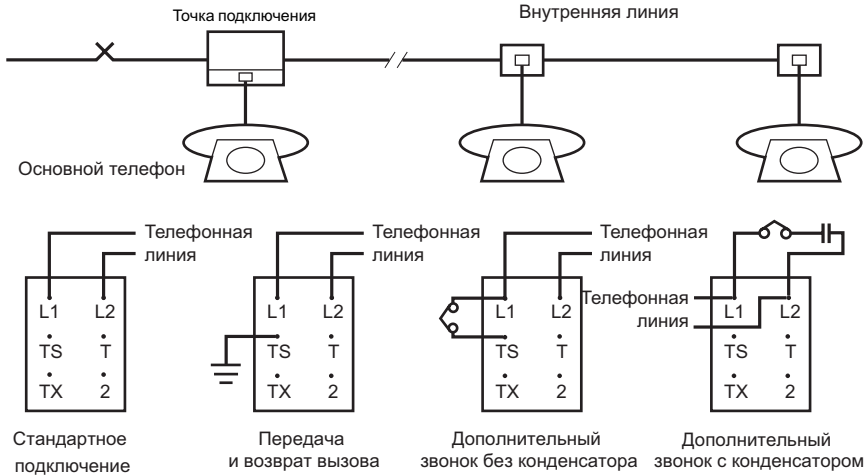 Точка подключения
Внутренняя линия
Основной телефон
Телефонная
линия
L1 L2
TS T
TX 2
Стандартное
подключение
Телефонная
линия
L1 L2
TS T
TX 2
Передача
и возврат вызова
Телефонная
линия
L1 L2
TS T
TX 2
Дополнительный
звонок без конденсатора
Телефонная
линия
L1 L2
TS T
TX 2
Дополнительный
звонок с конденсатором